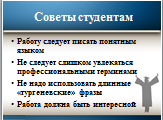 Советы студентам
• Работу следует писать понятным
языком
• Не следует слишком увлекаться
профессиональными терминами
• Не надо использовать длинные
«тургеневские» фразы
• Работа должна быть интересной